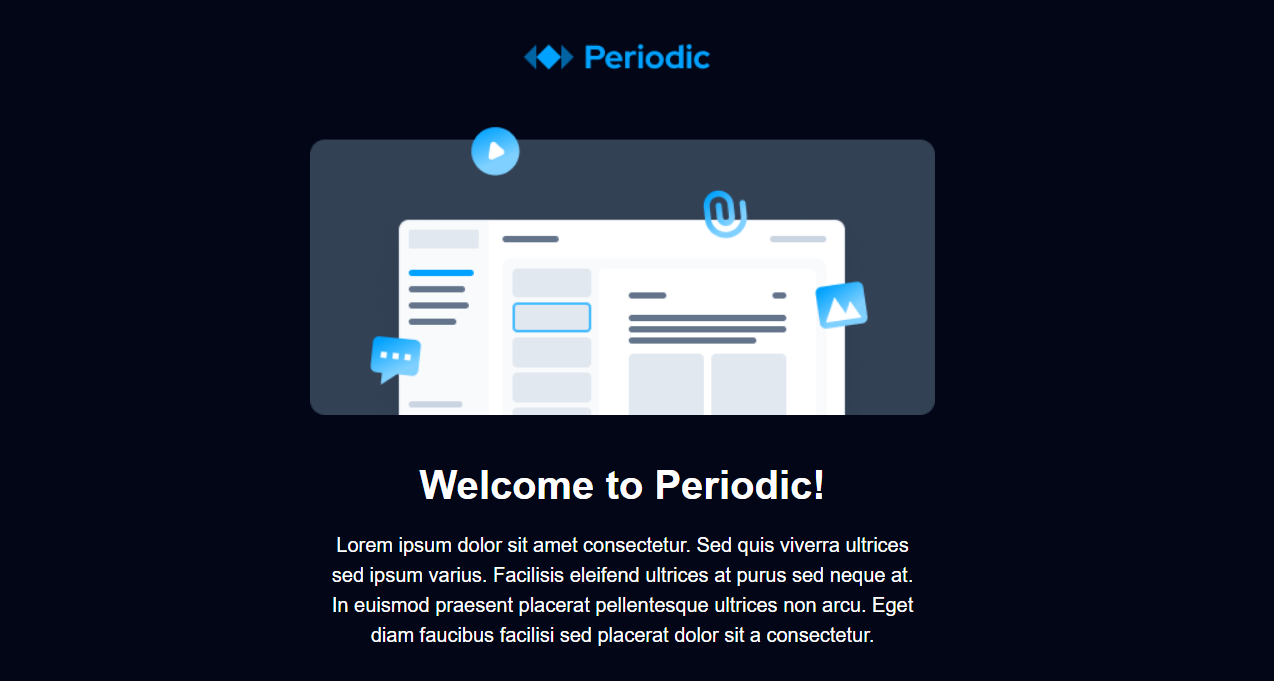 Periodic
Welcome to Periodic!
Lorem ipsum dolor sit amet consectetur. Sed quis viverra ultrices
sed ipsum varius. Facilisis eleifend ultrices at purus sed neque at.
In euismod praesent placerat pellentesque ultrices non arcu. Eget
diam faucibus facilisi sed placerat dolor sit a consectetur.